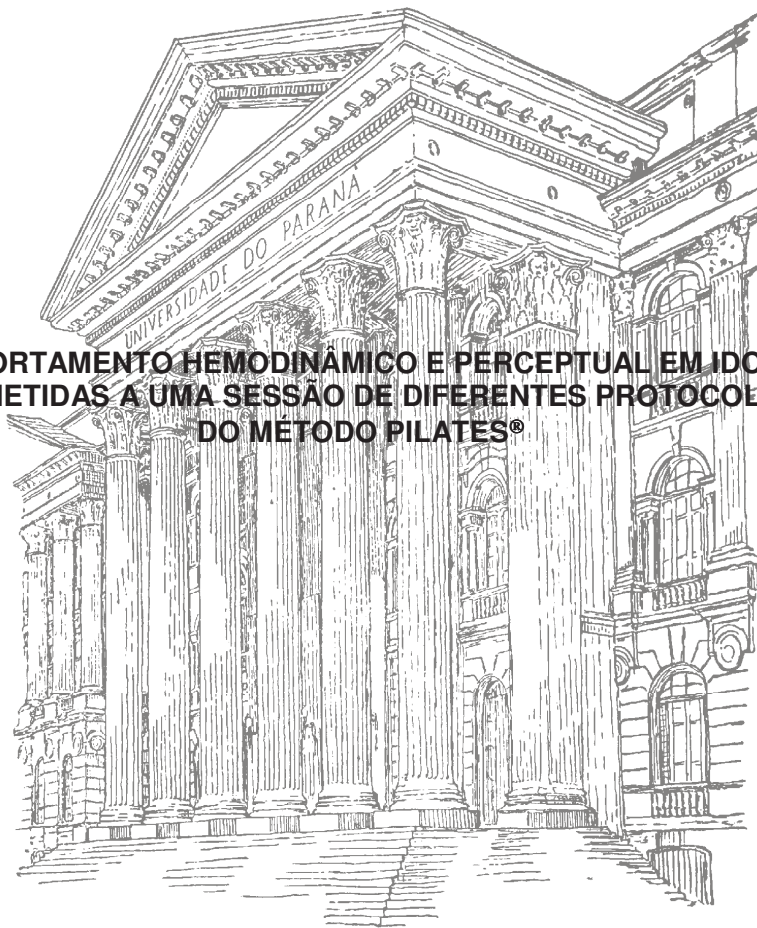 UNIVERSIDADE DO PARANÁ
ORTAMENTO HEMODINÂMICO E PERCEPTUAL EM IDO
IETIDAS A UMA SESSÃO DE DIFERENTES PROTOCOL
DO MÉTODO PILATES®